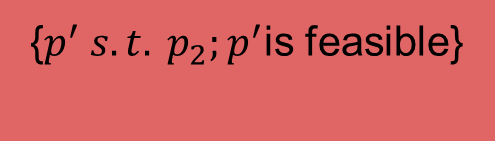 {p′ s.t. p₂; p′is feasible}